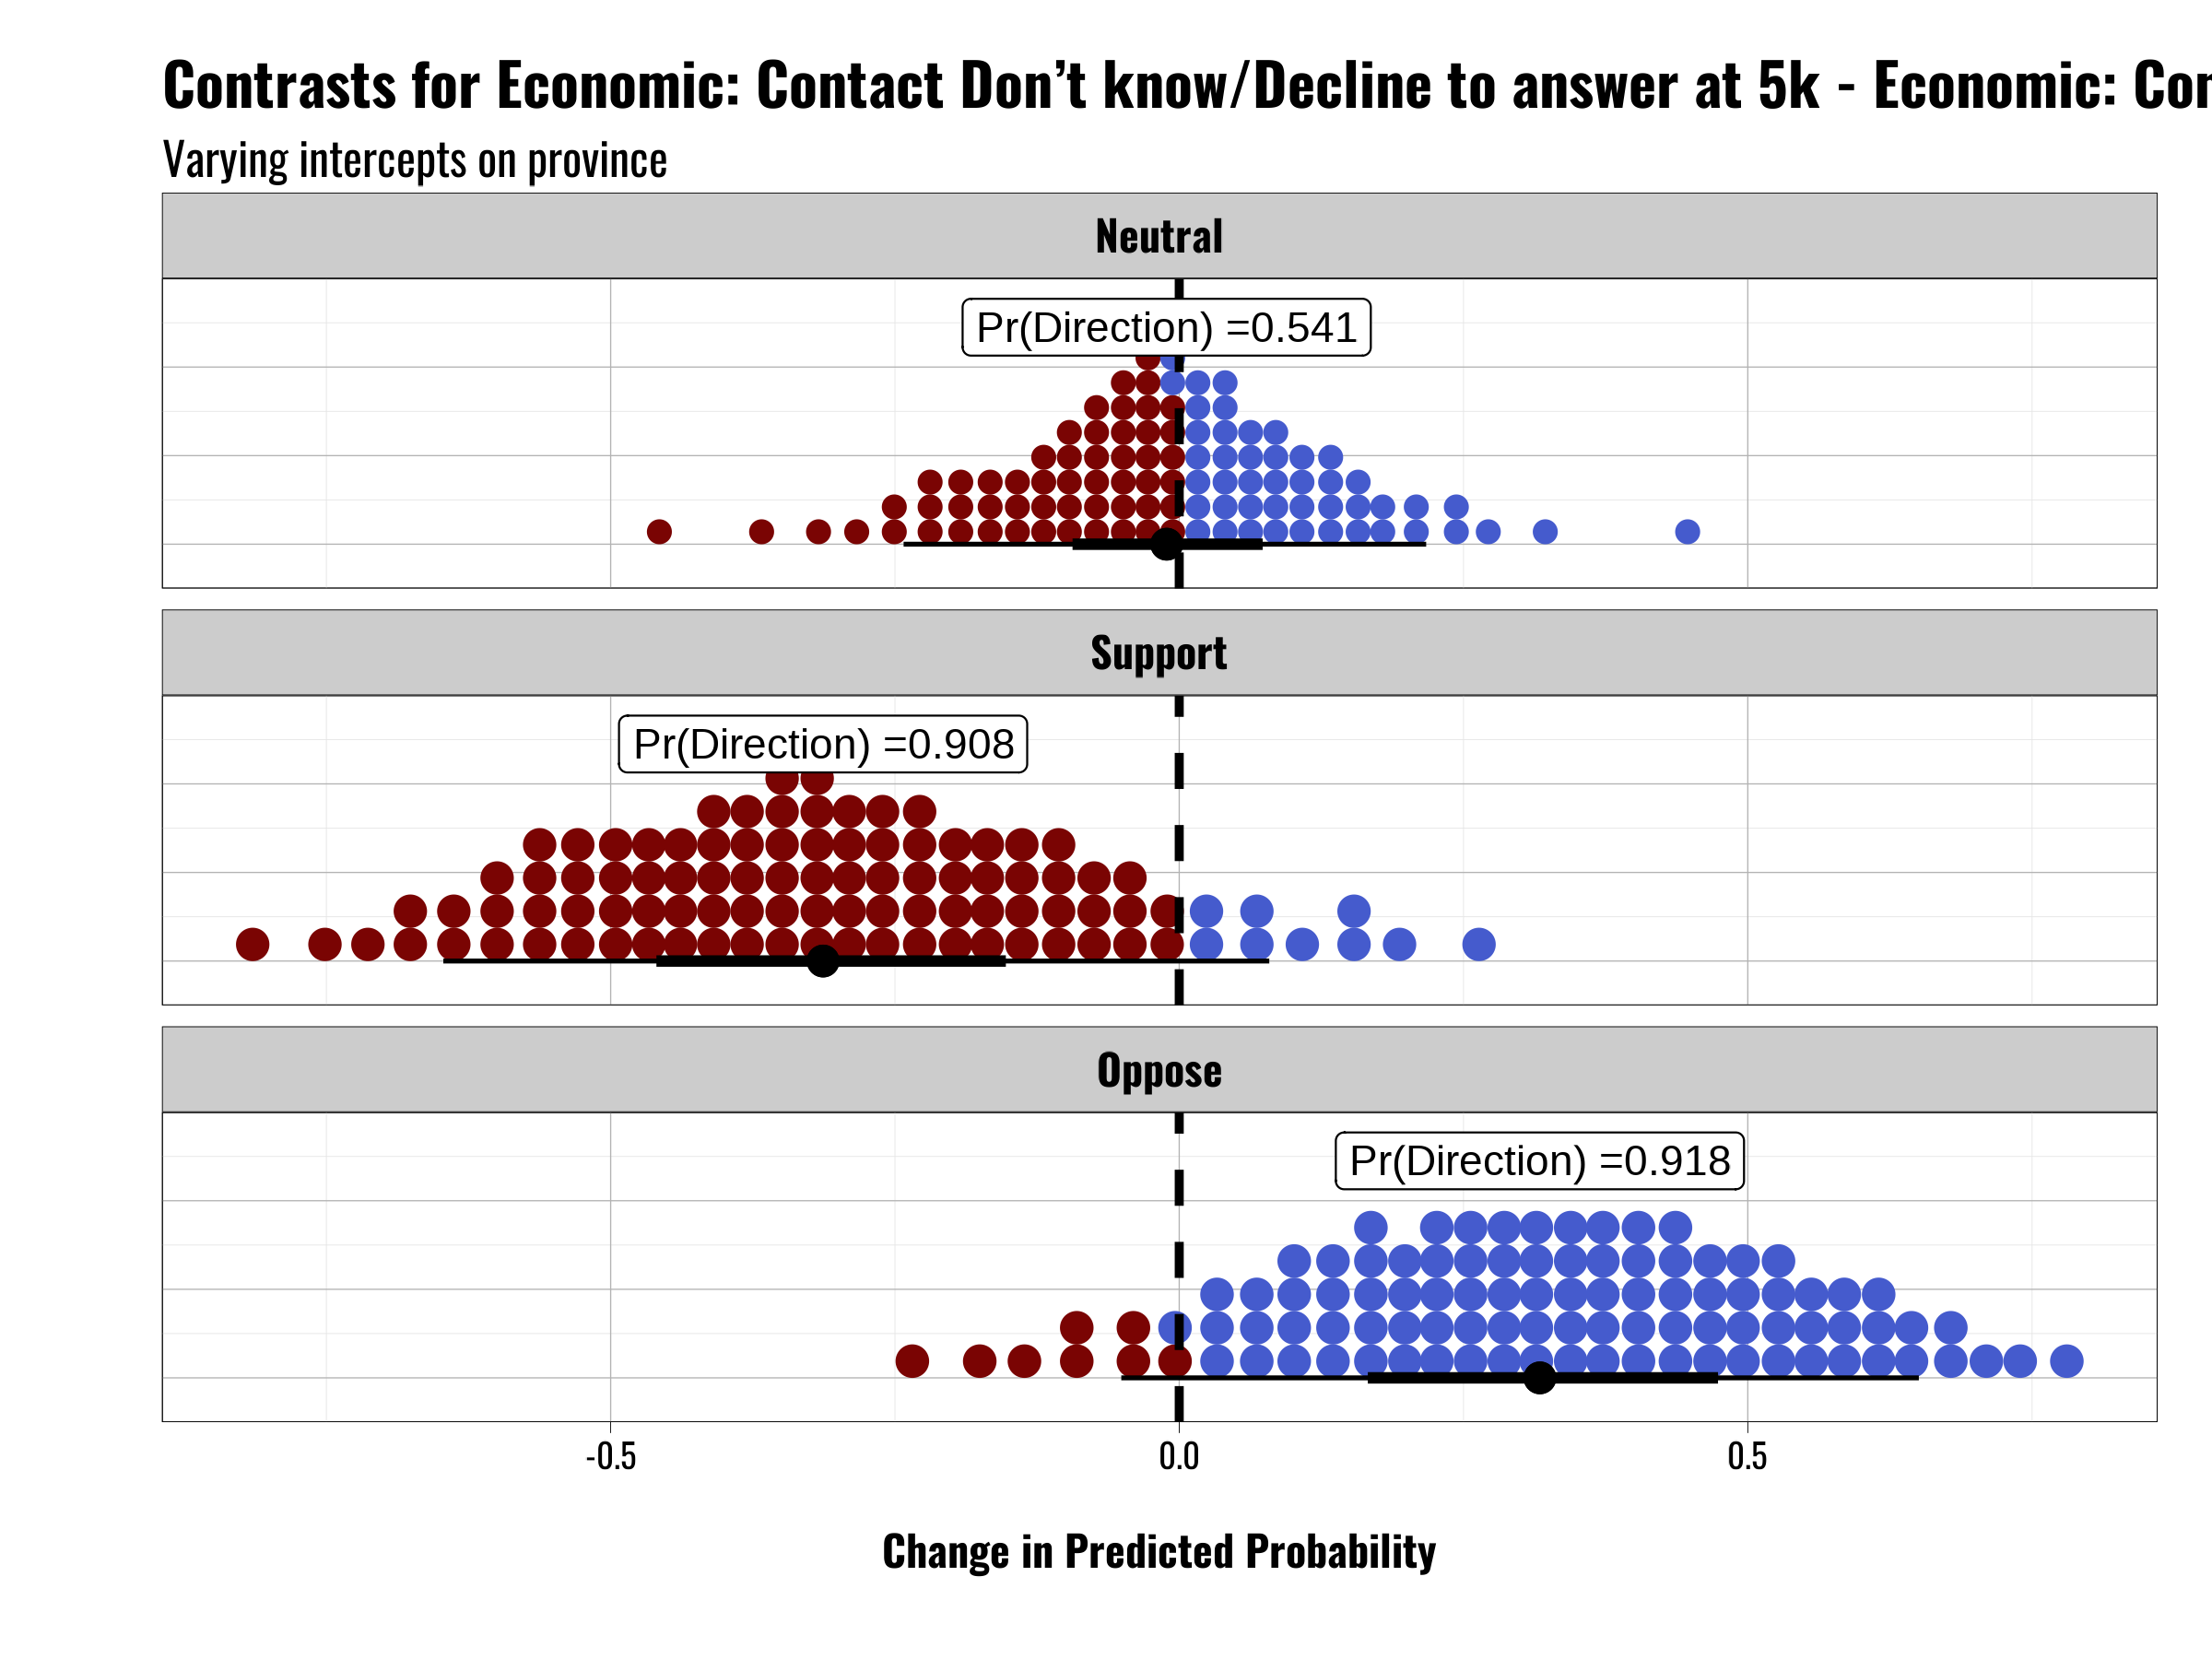 Contrasts for Economic: Contact Don’t know/Decline to answer at 5k - Economic:
Varying intercepts on province
Neutral
Pr(Direction) =0.541
Support
Pr(Direction) =0.908
Oppose
Pr(Direction) =0.918
-0.5 0.0 0.5
Change in Predicted Probability